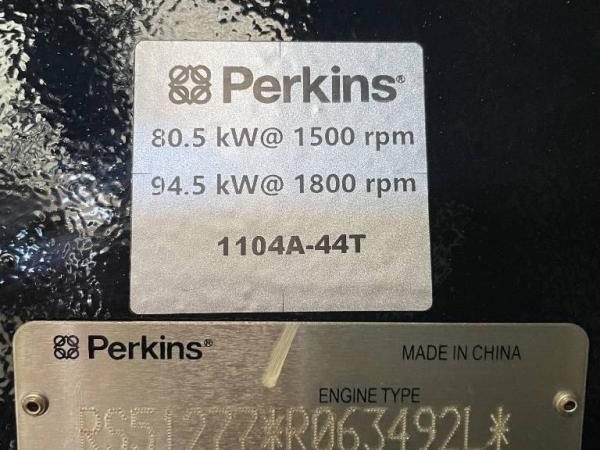 Perkins®
80.5 kW@ 1500 rpm
94.5 kW@ 1800 rpm
1104A-44T
Perkins®
MADE IN CHINA
ENGINE TYPE
RS51277*R063492L*